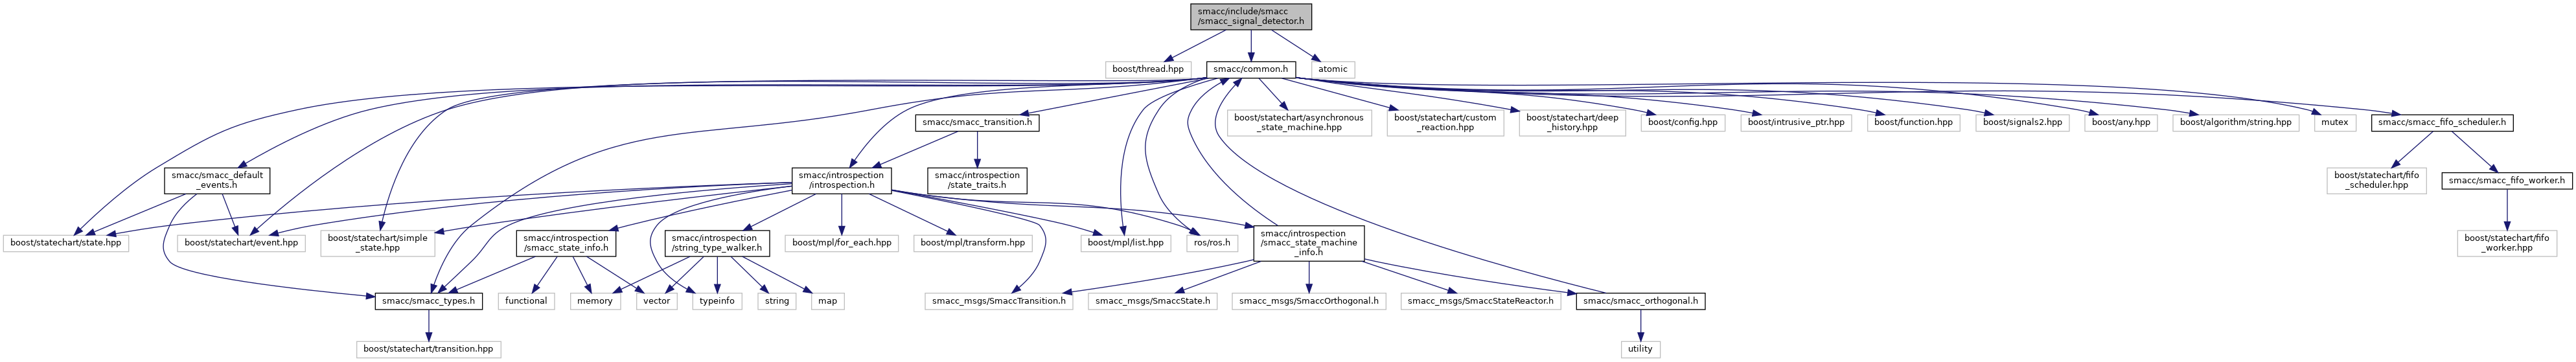 smacc/include/smacc
/smacc_signal_detector.h
boost/thread.hpp
smacc/common.h
atomic
smacc/smacc_transition.h
boost/statechart/asynchronous
_state_machine.hpp
boost/statechart/custom
_reaction.hpp
boost/statechart/deep
_history.hpp
boost/config.hpp
boost/intrusive_ptr.hpp
boost/function.hpp
boost/signals2.hpp
boost/any.hpp
boost/algorithm/string.hpp
mutex
smacc/smacc_fifo_scheduler.h
smacc/smacc_default
_events.h
smacc/introspection
/introspection.h
smacc/introspection
/state_traits.h
boost/statechart/fifo
_scheduler.hpp
smacc/smacc_fifo_worker.h
boost/statechart/state.hpp
boost/statechart/event.hpp
boost/statechart/simple
_state.hpp
smacc/introspection
/smacc_state_info.h
smacc/introspection
/string_type_walker.h
boost/mpl/for_each.hpp
boost/mpl/transform.hpp
boost/mpl/list.hpp
ros/ros.h
smacc/introspection
/smacc_state_machine
_info.h
boost/statechart/fifo
_worker.hpp
smacc/smacc_types.h
functional
memory
vector
typeinfo
string
map
smacc_msgs/SmaccTransition.h
smacc_msgs/SmaccState.h
smacc_msgs/SmaccOrthogonal.h
smacc_msgs/SmaccStateReactor.h
smacc/smacc_orthogonal.h
boost/statechart/transition.hpp
utility